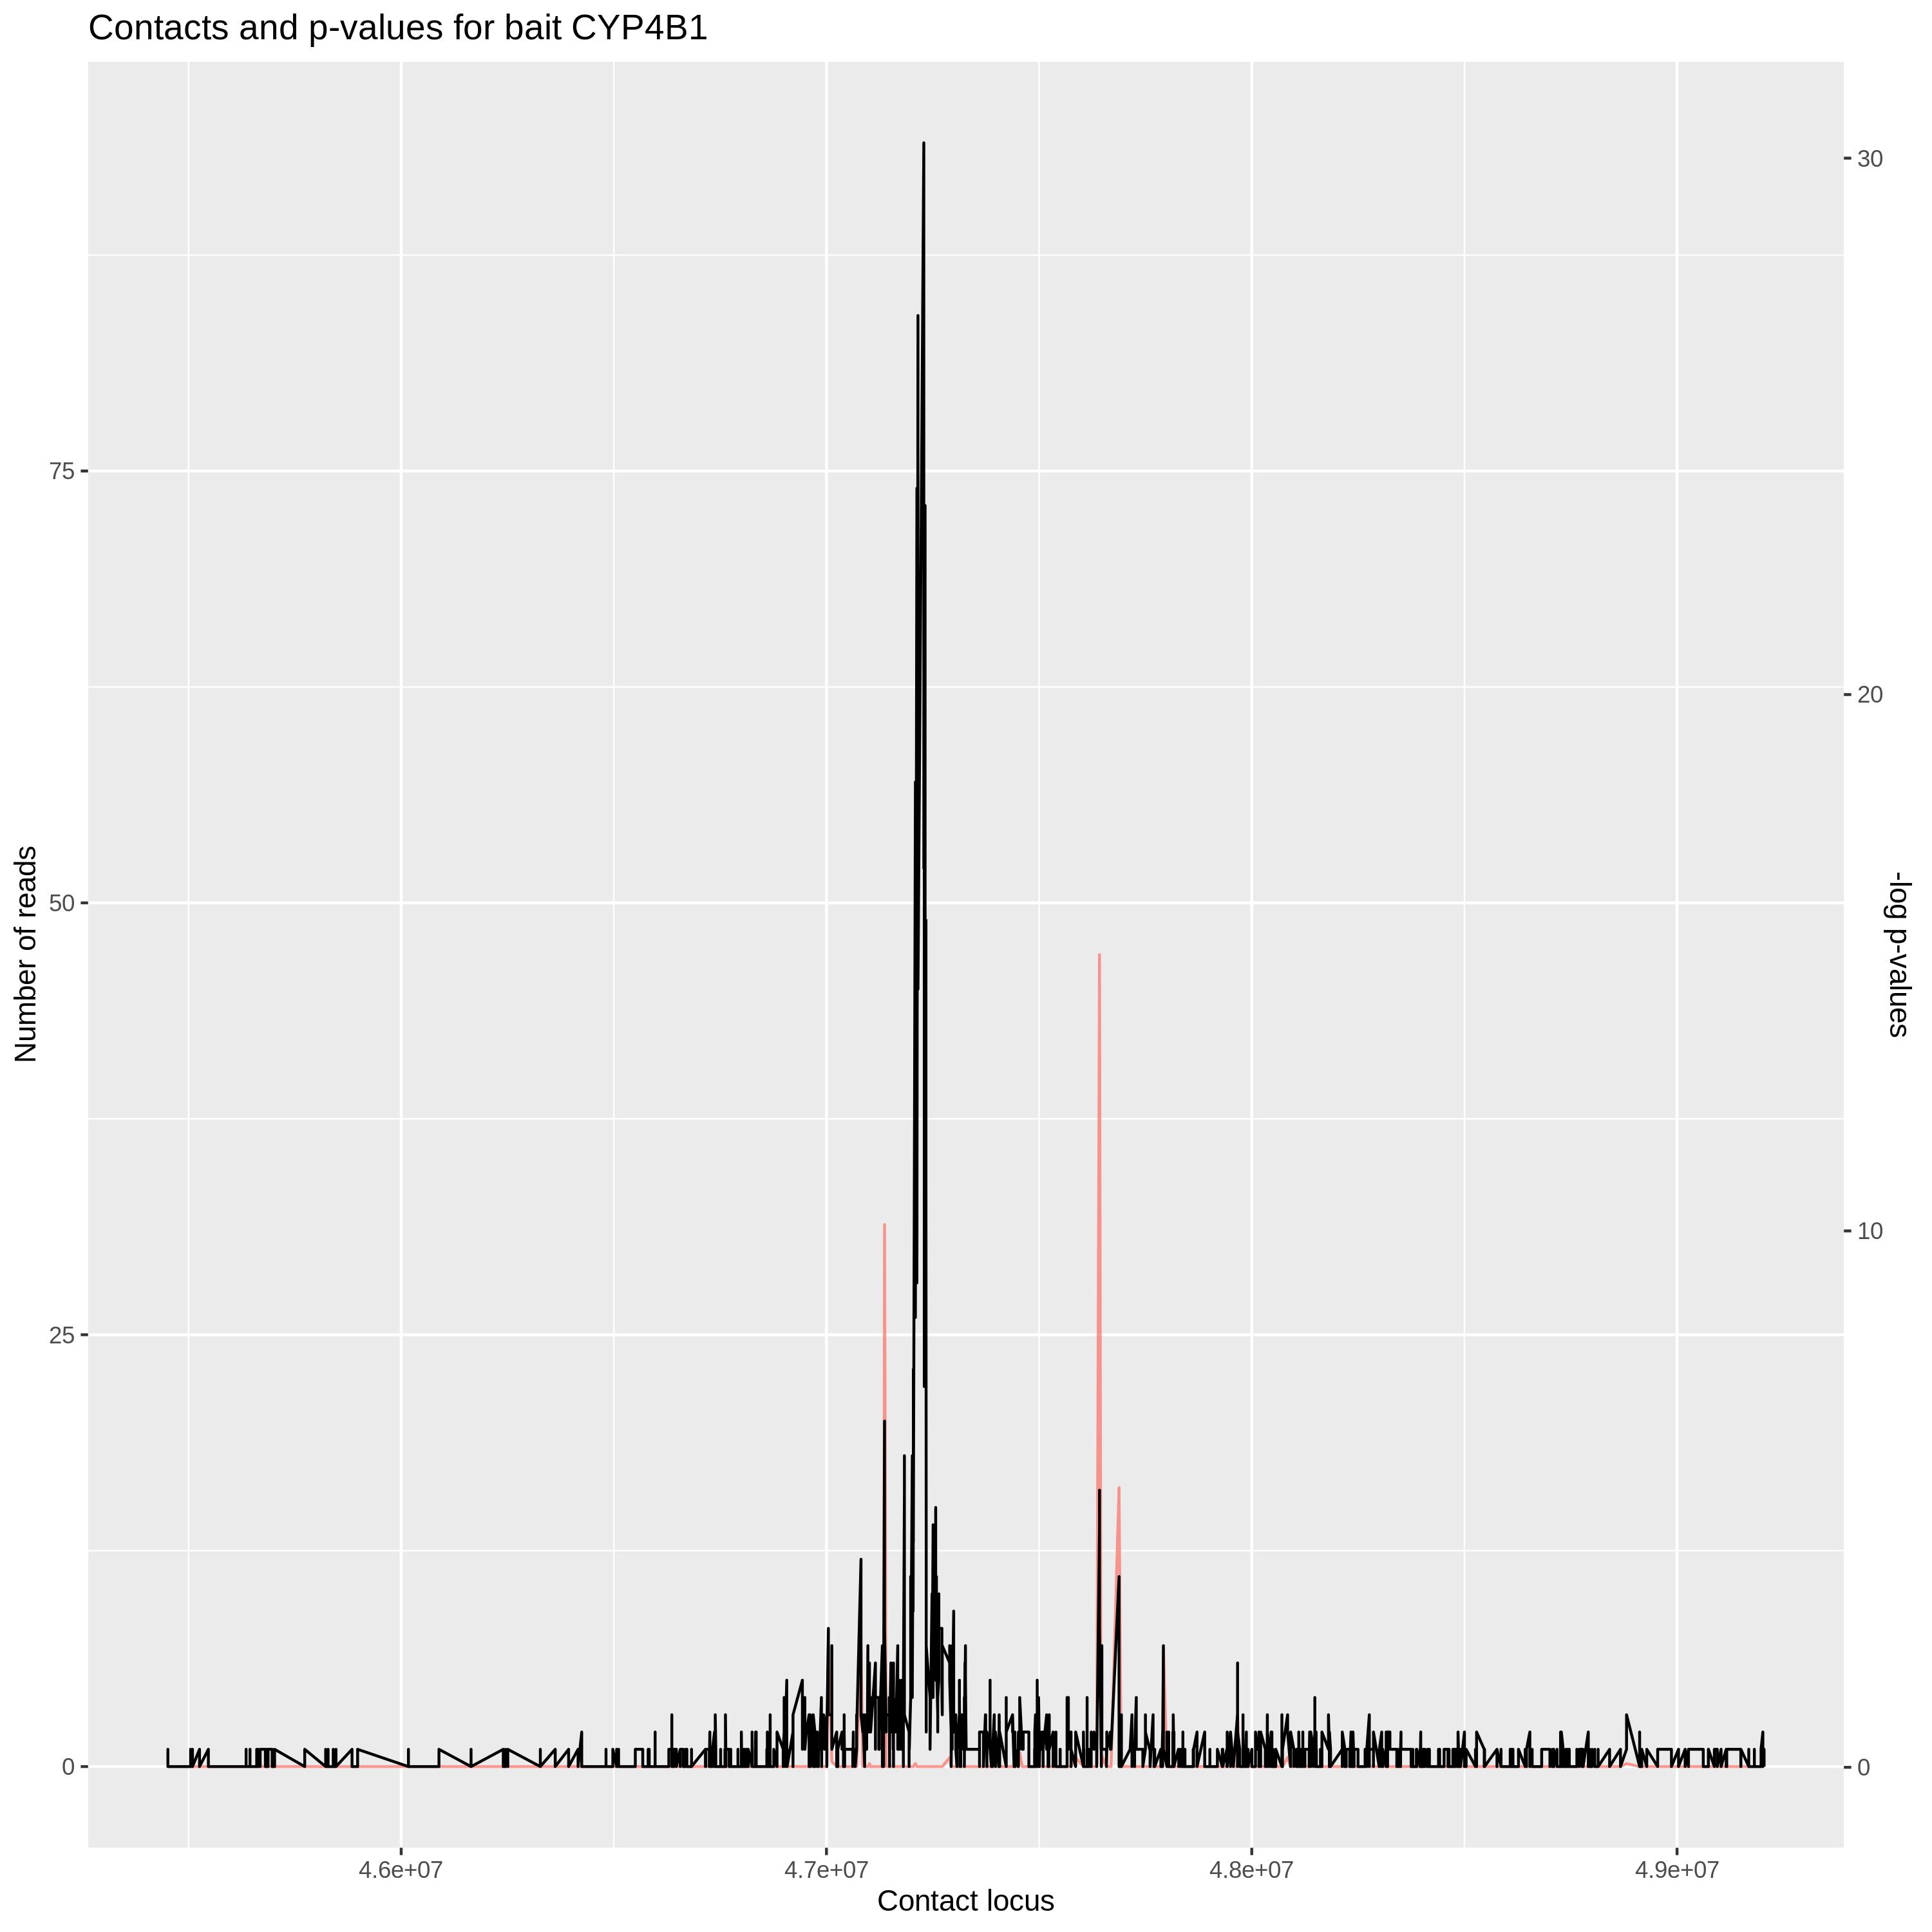 Contacts and p-values for bait CYP4B1
Number of reads
75
50
25
0
30
20
10
0
-log p-values
4.6e+07
4.7e+07
4.8e+07
4.9e+07
Contact locus